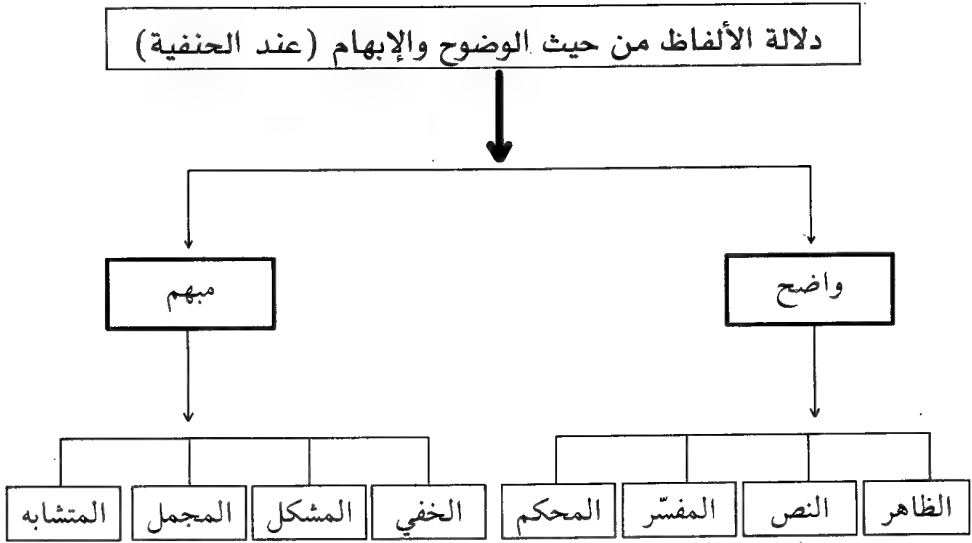 دلالة الألفاظ من حيث الوضوح والإبهام (عند الحنفية)
واضح
مبهم
الظاهر
النص
المفسّر
المحكم
الخفي
المشكل
المجمل
المتشابه